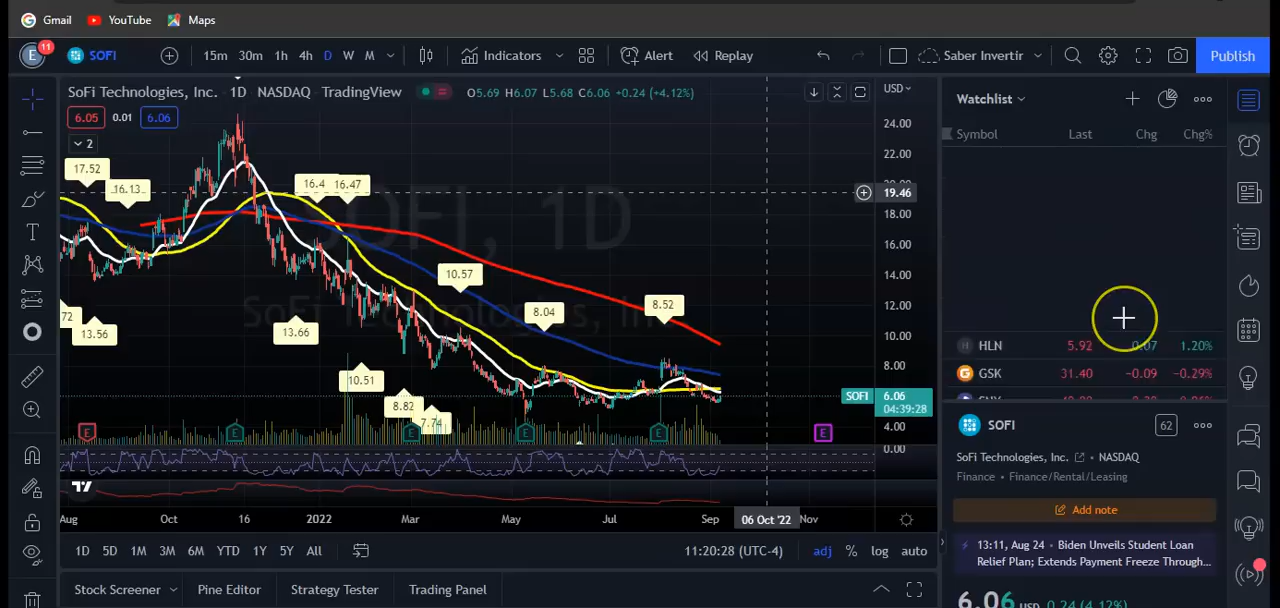 Gmail YouTube Maps
E 11 SOFI 15m 30m 1h 4h D W M Indicators Alert Replay Saber Invertir Publish
SoFi Technologies, Inc. · 1D · NASDAQ · TradingView O5.69 H6.07 L5.68 C6.06 +0.24 (+4.12%)
6.05 0.01 6.06
2
USD
24.00
22.00
19.46
18.00
16.00
14.00
12.00
10.00
8.00
SOFI 6.06
04:39:28
4.00
0.00
17.52
16.13
16.4
16.47
10.57
8.04
8.52
72
13.56
13.66
10.51
8.82
7.74
SOFI, 1D
SoFi Technologies, Inc.
E E E E E E
Aug Oct 16 2022 Mar May Jul Sep 06 Oct '22 Nov
1D 5D 1M 3M 6M YTD 1Y 5Y All 11:20:28 (UTC-4) adj % log auto
Stock Screener Pine Editor Strategy Tester Trading Panel
Watchlist
Symbol Last Chg Chg%
HLN 5.92 0.07 1.20%
GSK 31.40 -0.09 -0.29%
SOFI 62
SoFi Technologies, Inc. • NASDAQ
Finance • Finance/Rental/Leasing
Add note
13:11, Aug 24 • Biden Unveils Student Loan
Relief Plan; Extends Payment Freeze Through...
6.06 USD 0.24 (4.12%)